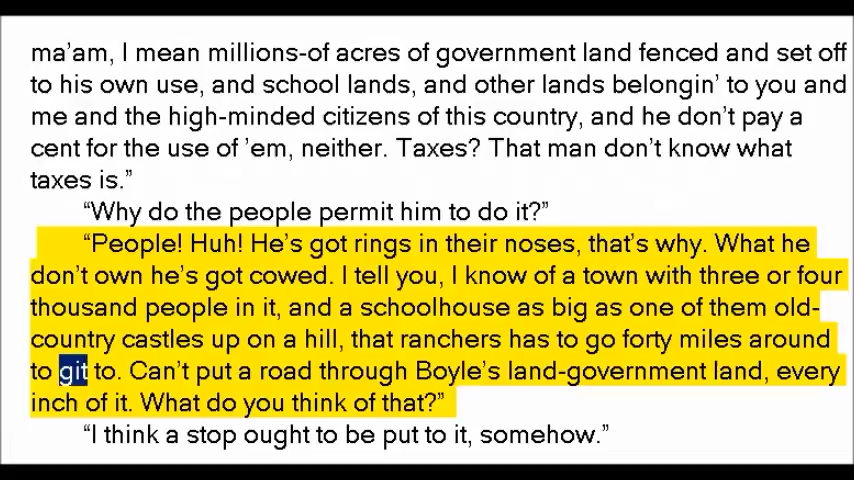 ma’am, I mean millions-of acres of government land fenced and set off
to his own use, and school lands, and other lands belongin’ to you and
me and the high-minded citizens of this country, and he don’t pay a
cent for the use of ’em, neither. Taxes? That man don’t know what
taxes is.”
“Why do the people permit him to do it?”
“People! Huh! He’s got rings in their noses, that’s why. What he
don’t own he’s got cowed. I tell you, I know of a town with three or four
thousand people in it, and a schoolhouse as big as one of them old-
country castles up on a hill, that ranchers has to go forty miles around
to git to. Can’t put a road through Boyle’s land-government land, every
inch of it. What do you think of that?”
“I think a stop ought to be put to it, somehow.”